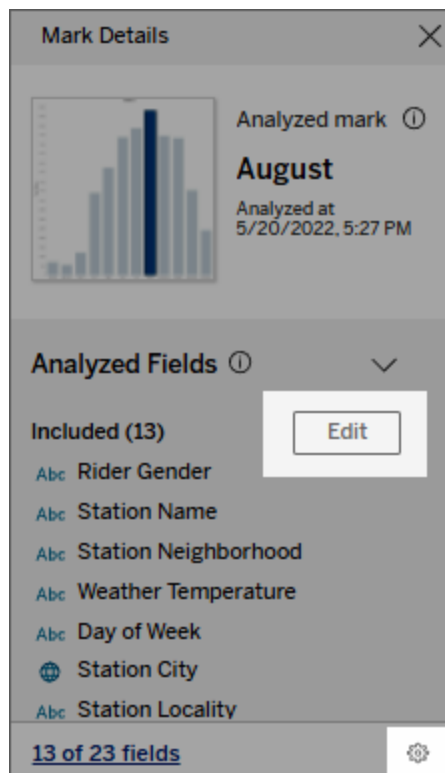 Mark Details
Analyzed mark
August
Analyzed at
5/20/2022, 5:27 PM
Analyzed Fields
Included (13)
Edit
Abc Rider Gender
Abc Station Name
Abc Station Neighborhood
Abc Weather Temperature
Abc Day of Week
Station City
Abc Station Locality
13 of 23 fields